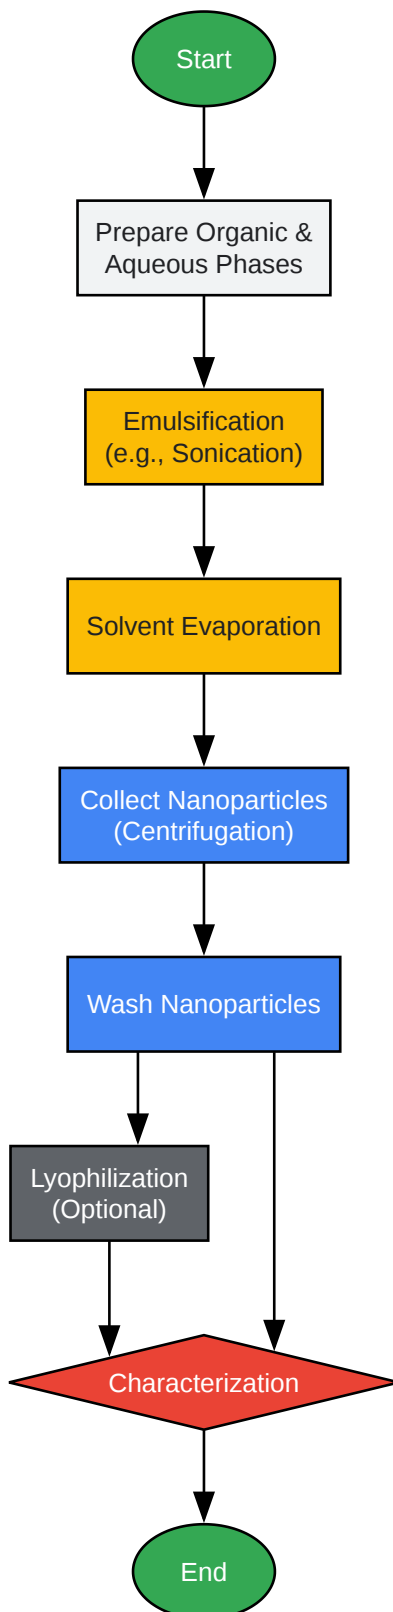 Start
Prepare Organic &
Aqueous Phases
Emulsification
(e.g., Sonication)
Solvent Evaporation
Collect Nanoparticles
(Centrifugation)
Wash Nanoparticles
Lyophilization
(Optional)
Characterization
End